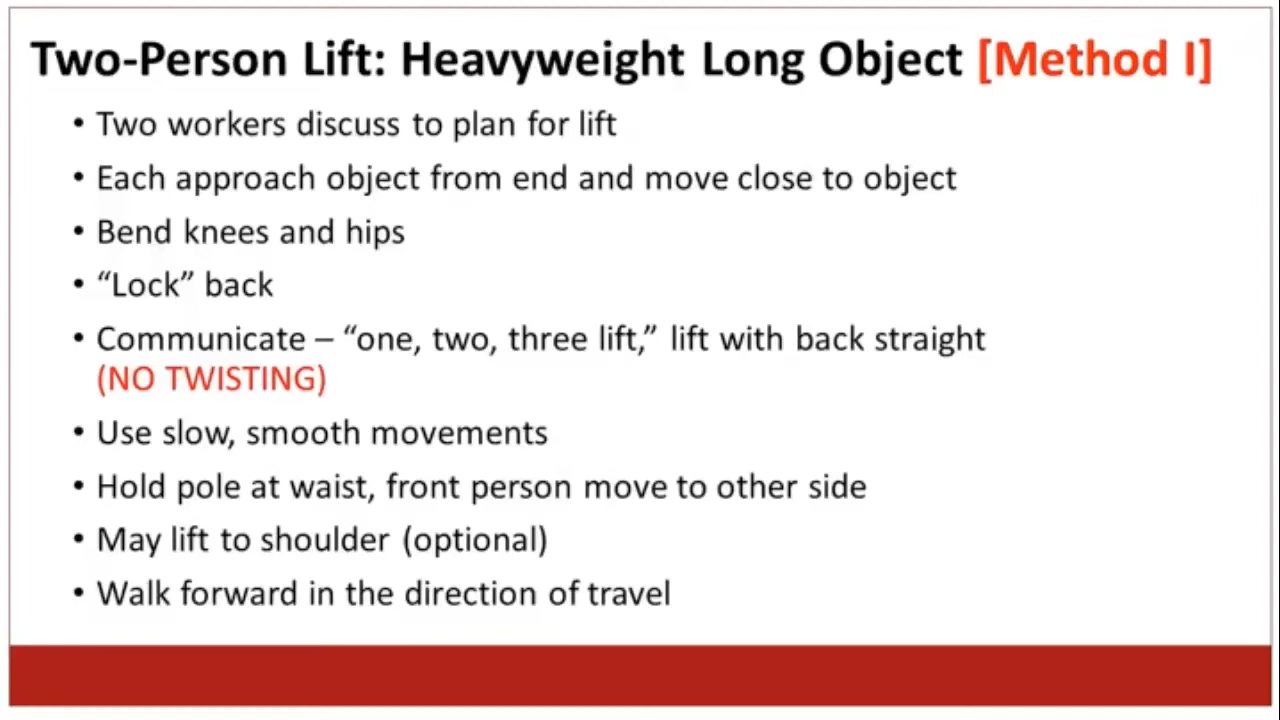 Two-Person Lift: Heavyweight Long Object [Method I]
• Two workers discuss to plan for lift
• Each approach object from end and move close to object
• Bend knees and hips
• “Lock” back
• Communicate – “one, two, three lift,” lift with back straight
(NO TWISTING)
• Use slow, smooth movements
• Hold pole at waist, front person move to other side
• May lift to shoulder (optional)
• Walk forward in the direction of travel